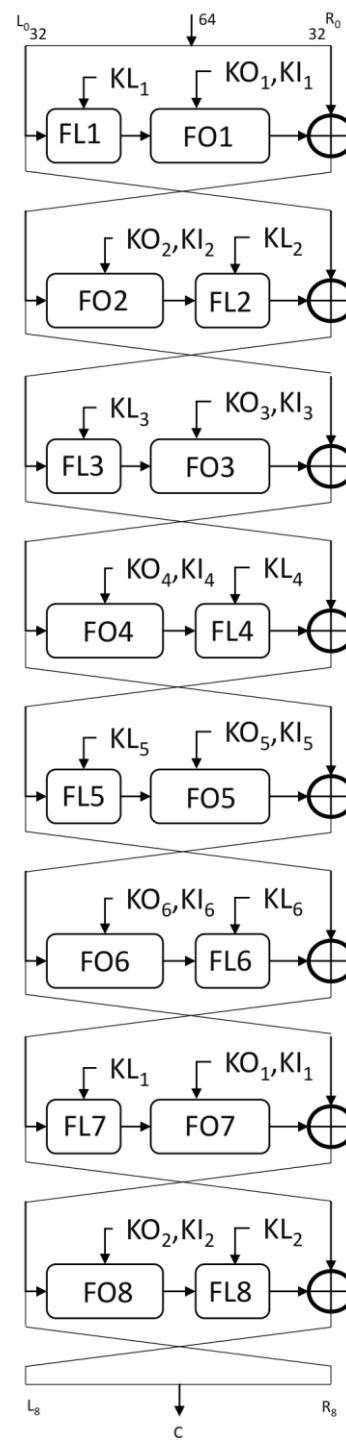 L₀ 64 R₀
32 32
KL₁ KO₁,KI₁
FL1 FO1
KO₂,KI₂ KL₂
FO2 FL2
KL₃ KO₃,KI₃
FL3 FO3
KO₄,KI₄ KL₄
FO4 FL4
KL₅ KO₅,KI₅
FL5 FO5
KO₆,KI₆ KL₆
FO6 FL6
KL₁ KO₁,KI₁
FL7 FO7
KO₂,KI₂ KL₂
FO8 FL8
L₈ R₈
C